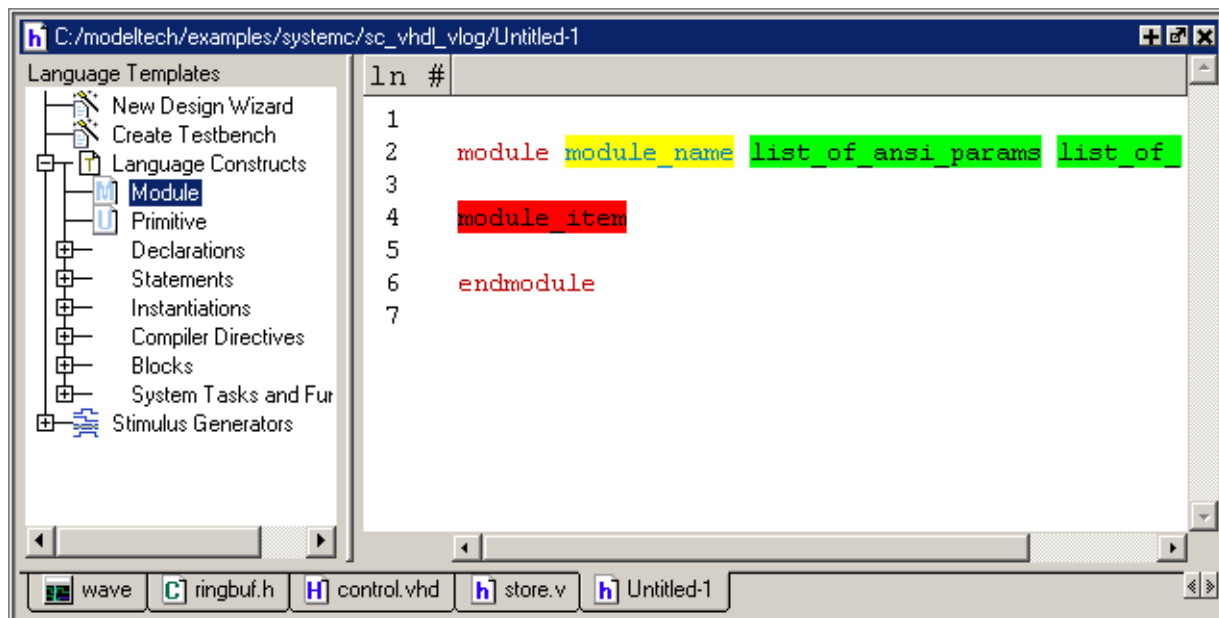 C:/modeltech/examples/systemc/sc_vhdl_vlog/Untitled-1
Language Templates
New Design Wizard
Create Testbench
Language Constructs
Module
Primitive
Declarations
Statements
Instantiations
Compiler Directives
Blocks
System Tasks and Fur
Stimulus Generators
ln #
1
2 module module_name list_of_ansi_params list_of_
3
4 module_item
5
6 endmodule
7
wave ringbuf.h control.vhd store.v Untitled-1